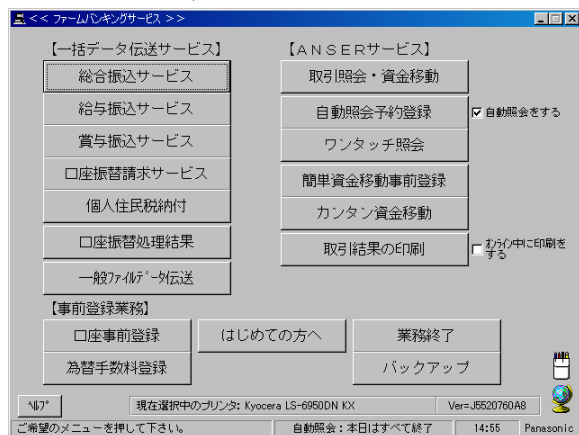 << ファームバンキングサービス >>
【一括データ伝送サービス】
総合振込サービス
給与振込サービス
賞与振込サービス
口座振替請求サービス
個人住民税納付
口座振替処理結果
一般ファイルデータ伝送
【ANSERサービス】
取引照会・資金移動
自動照会予約登録
自動照会をする
ワンタッチ照会
簡単資金移動事前登録
カンタン資金移動
取引結果の印刷
オンライン中に印刷を
する
【事前登録業務】
口座事前登録
はじめての方へ
業務終了
為替手数料登録
バックアップ
ヘルプ
現在選択中のプリンタ: Kyocera LS-6950DN KX
Ver=J5520760A8
ご希望のメニューを押して下さい。
自動照会：本日はすべて終了
14:55
Panasonic